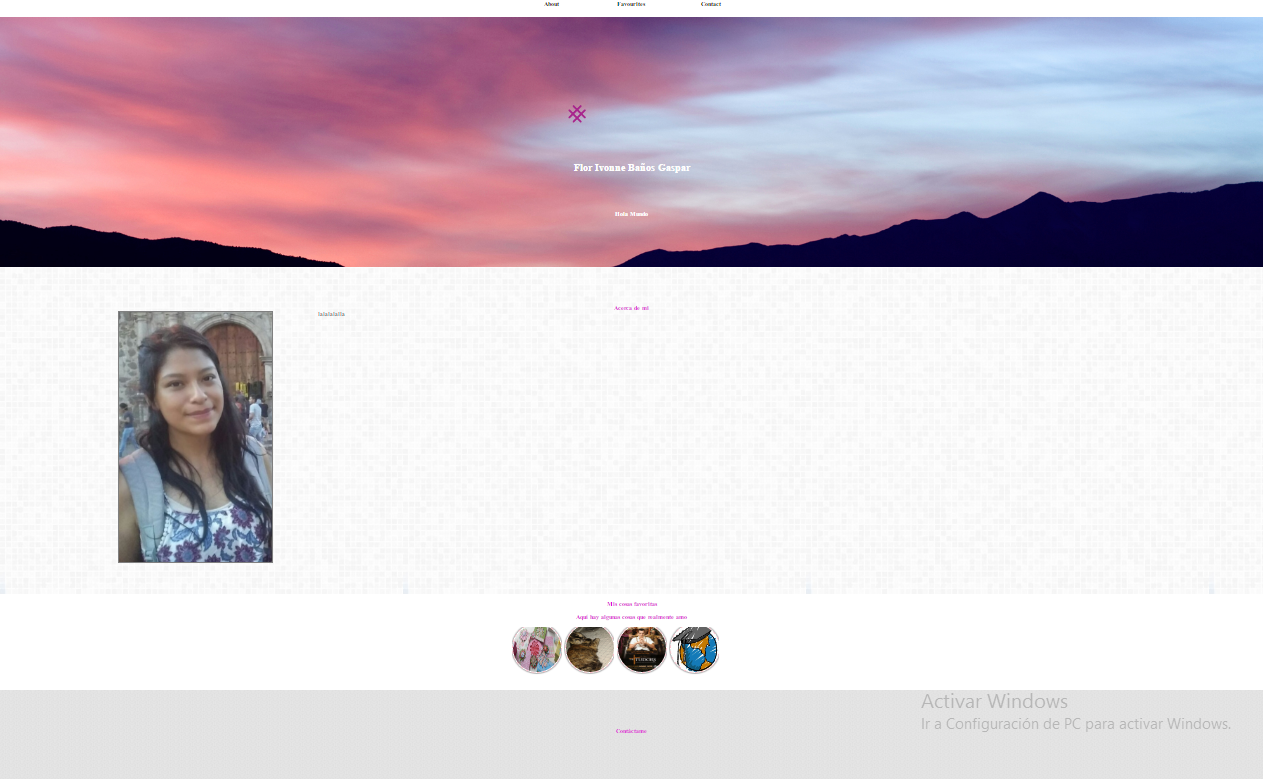 About Favourites Contact
Flor Ivonne Baños Gaspar
Hola Mundo
Acerca de mi
lalalalalla
Mis cosas favoritas
Aquí hay algunas cosas que realmente amo
Contáctame
Activar Windows
Ir a Configuración de PC para activar Windows.